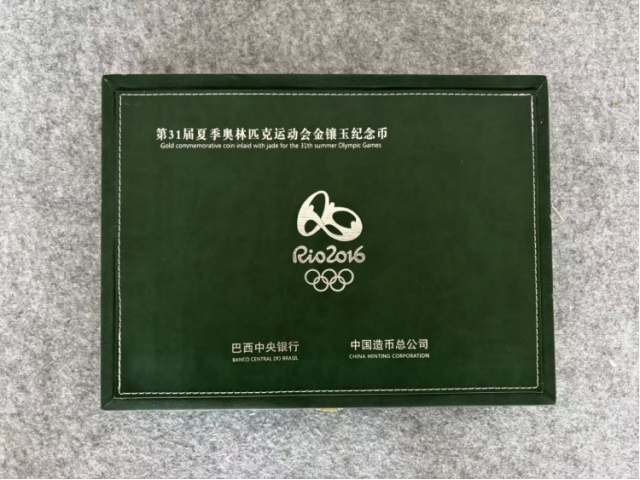 第31届夏季奥林匹克运动会金镶玉纪念币
Gold commemorative coin inlaid with jade for the 31th summer Olympic Games
Rio2016
巴西中央银行
BANCO CENTRAL DO BRASIL
中国造币总公司
CHINA MINTING CORPORATION